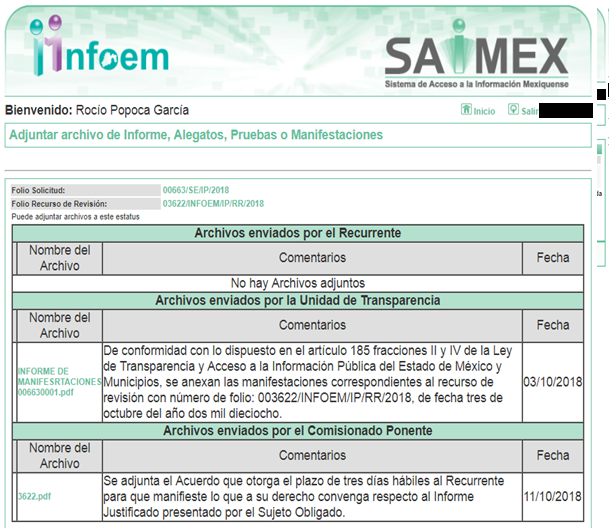 infoem
SAIMEX
Sistema de Acceso a la Información Mexiquense
Bienvenido: Rocío Popoca García
Inicio Salir
Adjuntar archivo de Informe, Alegatos, Pruebas o Manifestaciones
Folio Solicitud: 00663/SE/IP/2018
Folio Recurso de Revisión: 03622/INFOEM/IP/RR/2018
Puede adjuntar archivos a este estatus
Archivos enviados por el Recurrente
Nombre del
Archivo
Comentarios
Fecha
No hay Archivos adjuntos
Archivos enviados por la Unidad de Transparencia
Nombre del
Archivo
Comentarios
Fecha
INFORME DE
MANIFESRTACIONES
006630001.pdf
De conformidad con lo dispuesto en el artículo 185 fracciones II y IV de la Ley
de Transparencia y Acceso a la Información Pública del Estado de México y
Municipios, se anexan las manifestaciones correspondientes al recurso de
revisión con número de folio: 003622/INFOEM/IP/RR/2018, de fecha tres de
octubre del año dos mil dieciocho.
03/10/2018
Archivos enviados por el Comisionado Ponente
Nombre del
Archivo
Comentarios
Fecha
3622.pdf
Se adjunta el Acuerdo que otorga el plazo de tres días hábiles al Recurrente
para que manifieste lo que a su derecho convenga respecto al Informe
Justificado presentado por el Sujeto Obligado.
11/10/2018